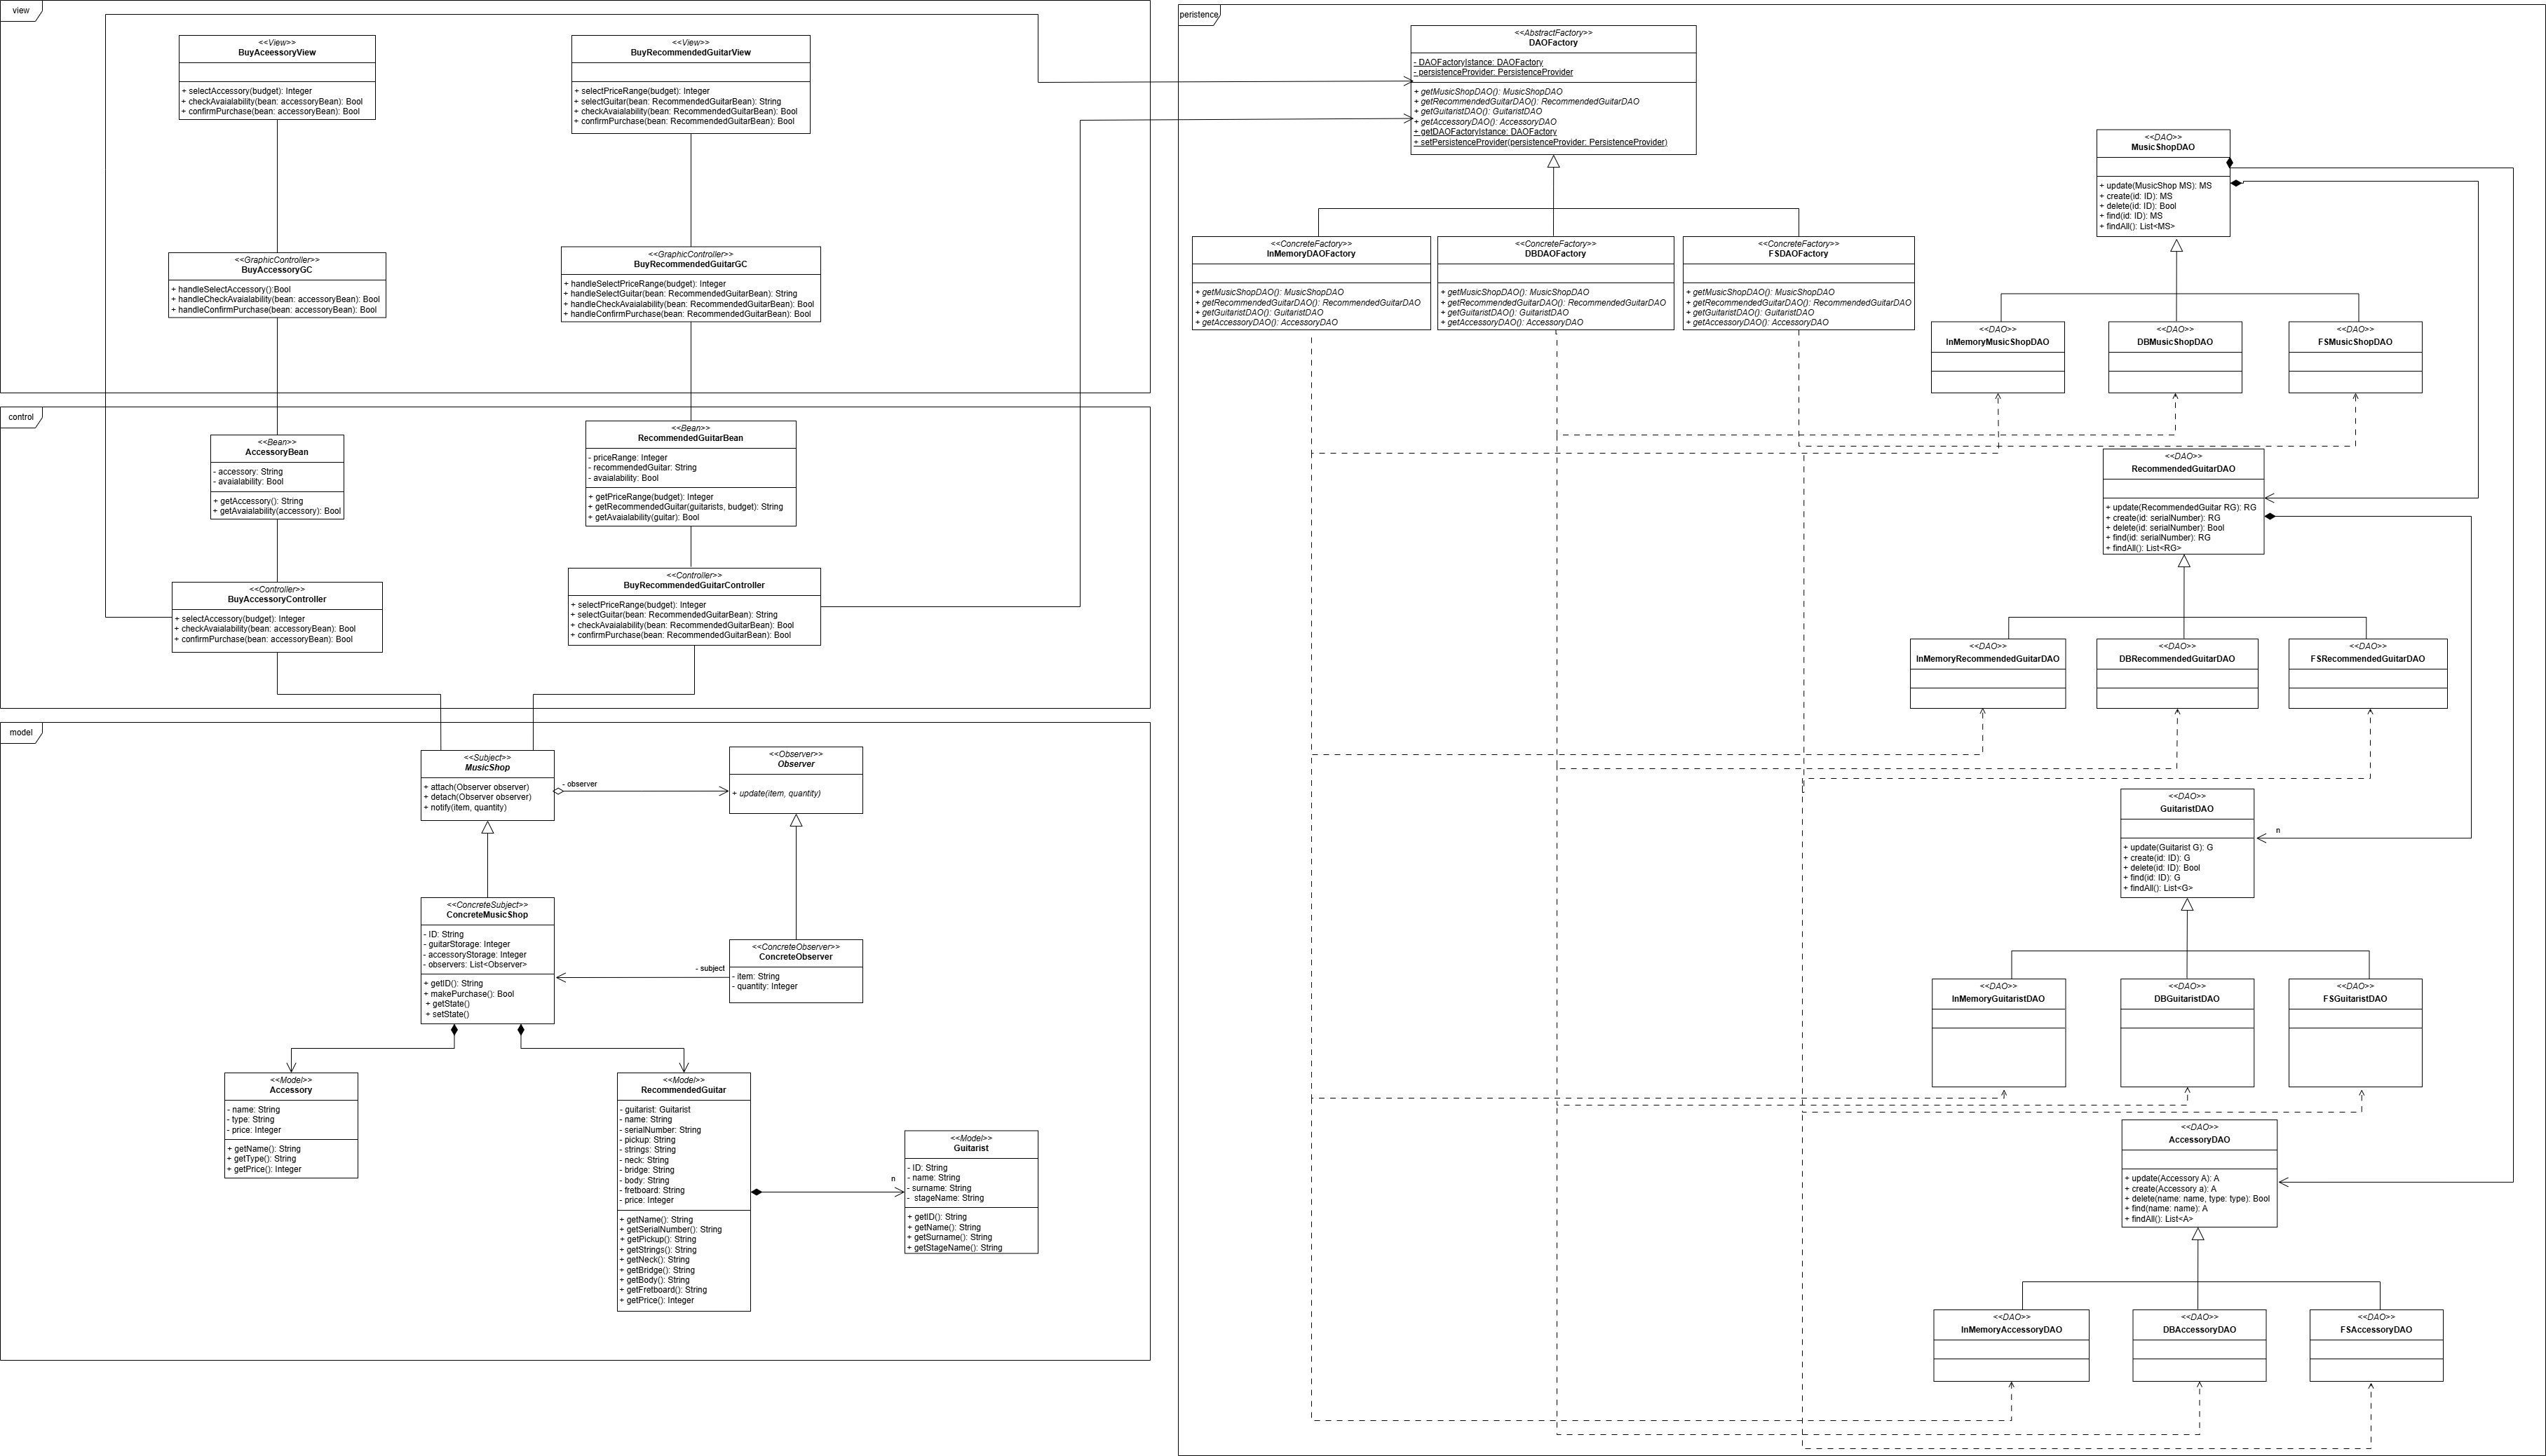 view
<<View>>
BuyAceessoryView
+ selectAccessory(budget): Integer
+ checkAvaialability(bean: accessoryBean): Bool
+ confirmPurchase(bean: accessoryBean): Bool
<<View>>
BuyRecommendedGuitarView
+ selectPriceRange(budget): Integer
+ selectGuitar(bean: RecommendedGuitarBean): String
+ checkAvaialability(bean: RecommendedGuitarBean): Bool
+ confirmPurchase(bean: RecommendedGuitarBean): Bool
<<GraphicController>>
BuyAccessoryGC
+ handleSelectAccessory():Bool
+ handleCheckAvaialability(bean: accessoryBean): Bool
+ handleConfirmPurchase(bean: accessoryBean): Bool
<<GraphicController>>
BuyRecommendedGuitarGC
+ handleSelectPriceRange(budget): Integer
+ handleSelectGuitar(bean: RecommendedGuitarBean): String
+ handleCheckAvaialability(bean: RecommendedGuitarBean): Bool
+ handleConfirmPurchase(bean: RecommendedGuitarBean): Bool
control
<<Bean>>
AccessoryBean
- accessory: String
- avaialability: Bool
+ getAccessory(): String
+ getAvaialability(accessory): Bool
<<Bean>>
RecommendedGuitarBean
- priceRange: Integer
- recommendedGuitar: String
- avaialability: Bool
+ getPriceRange(budget): Integer
+ getRecommendedGuitar(guitarists, budget): String
+ getAvaialability(guitar): Bool
<<Controller>>
BuyAccessoryController
+ selectAccessory(budget): Integer
+ checkAvaialability(bean: accessoryBean): Bool
+ confirmPurchase(bean: accessoryBean): Bool
<<Controller>>
BuyRecommendedGuitarController
+ selectPriceRange(budget): Integer
+ selectGuitar(bean: RecommendedGuitarBean): String
+ checkAvaialability(bean: RecommendedGuitarBean): Bool
+ confirmPurchase(bean: RecommendedGuitarBean): Bool
model
<<Subject>>
MusicShop
+ attach(Observer observer)
+ detach(Observer observer)
+ notify(item, quantity)
- observer
<<Observer>>
Observer
+ update(item, quantity)
<<ConcreteSubject>>
ConcreteMusicShop
- ID: String
- guitarStorage: Integer
- accessoryStorage: Integer
- observers: List<Observer>
+ getID(): String
+ makePurchase(): Bool
+ getState()
+ setState()
- subject
<<ConcreteObserver>>
ConcreteObserver
- item: String
- quantity: Integer
<<Model>>
Accessory
- name: String
- type: String
- price: Integer
+ getName(): String
+ getType(): String
+ getPrice(): Integer
<<Model>>
RecommendedGuitar
- guitarist: Guitarist
- name: String
- serialNumber: String
- pickup: String
- strings: String
- neck: String
- bridge: String
- body: String
- fretboard: String
- price: Integer
+ getName(): String
+ getSerialNumber(): String
+ getPickup(): String
+ getStrings(): String
+ getNeck(): String
+ getBridge(): String
+ getBody(): String
+ getFretboard(): String
+ getPrice(): Integer
n
<<Model>>
Guitarist
- ID: String
- name: String
- surname: String
- stageName: String
+ getID(): String
+ getName(): String
+ getSurname(): String
+ getStageName(): String
peristence
<<AbstractFactory>>
DAOFactory
- DAOFactoryIstance: DAOFactory
- persistenceProvider: PersistenceProvider
+ getMusicShopDAO(): MusicShopDAO
+ getRecommendedGuitarDAO(): RecommendedGuitarDAO
+ getGuitaristDAO(): GuitaristDAO
+ getAccessoryDAO(): AccessoryDAO
+ getDAOFactoryIstance: DAOFactory
+ setPersistenceProvider(persistenceProvider: PersistenceProvider)
<<ConcreteFactory>>
InMemoryDAOFactory
+ getMusicShopDAO(): MusicShopDAO
+ getRecommendedGuitarDAO(): RecommendedGuitarDAO
+ getGuitaristDAO(): GuitaristDAO
+ getAccessoryDAO(): AccessoryDAO
<<ConcreteFactory>>
DBDAOFactory
+ getMusicShopDAO(): MusicShopDAO
+ getRecommendedGuitarDAO(): RecommendedGuitarDAO
+ getGuitaristDAO(): GuitaristDAO
+ getAccessoryDAO(): AccessoryDAO
<<ConcreteFactory>>
FSDAOFactory
+ getMusicShopDAO(): MusicShopDAO
+ getRecommendedGuitarDAO(): RecommendedGuitarDAO
+ getGuitaristDAO(): GuitaristDAO
+ getAccessoryDAO(): AccessoryDAO
<<DAO>>
MusicShopDAO
+ update(MusicShop MS): MS
+ create(id: ID): MS
+ delete(id: ID): Bool
+ find(id: ID): MS
+ findAll(): List<MS>
<<DAO>>
InMemoryMusicShopDAO
<<DAO>>
DBMusicShopDAO
<<DAO>>
FSMusicShopDAO
<<DAO>>
RecommendedGuitarDAO
+ update(RecommendedGuitar RG): RG
+ create(id: serialNumber): RG
+ delete(id: serialNumber): Bool
+ find(id: serialNumber): RG
+ findAll(): List<RG>
<<DAO>>
InMemoryRecommendedGuitarDAO
<<DAO>>
DBRecommendedGuitarDAO
<<DAO>>
FSRecommendedGuitarDAO
<<DAO>>
GuitaristDAO
n
+ update(Guitarist G): G
+ create(id: ID): G
+ delete(id: ID): Bool
+ find(id: ID): G
+ findAll(): List<G>
<<DAO>>
InMemoryGuitaristDAO
<<DAO>>
DBGuitaristDAO
<<DAO>>
FSGuitaristDAO
<<DAO>>
AccessoryDAO
+ update(Accessory A): A
+ create(Accessory a): A
+ delete(name: name, type: type): Bool
+ find(name: name): A
+ findAll(): List<A>
<<DAO>>
InMemoryAccessoryDAO
<<DAO>>
DBAccessoryDAO
<<DAO>>
FSAccessoryDAO